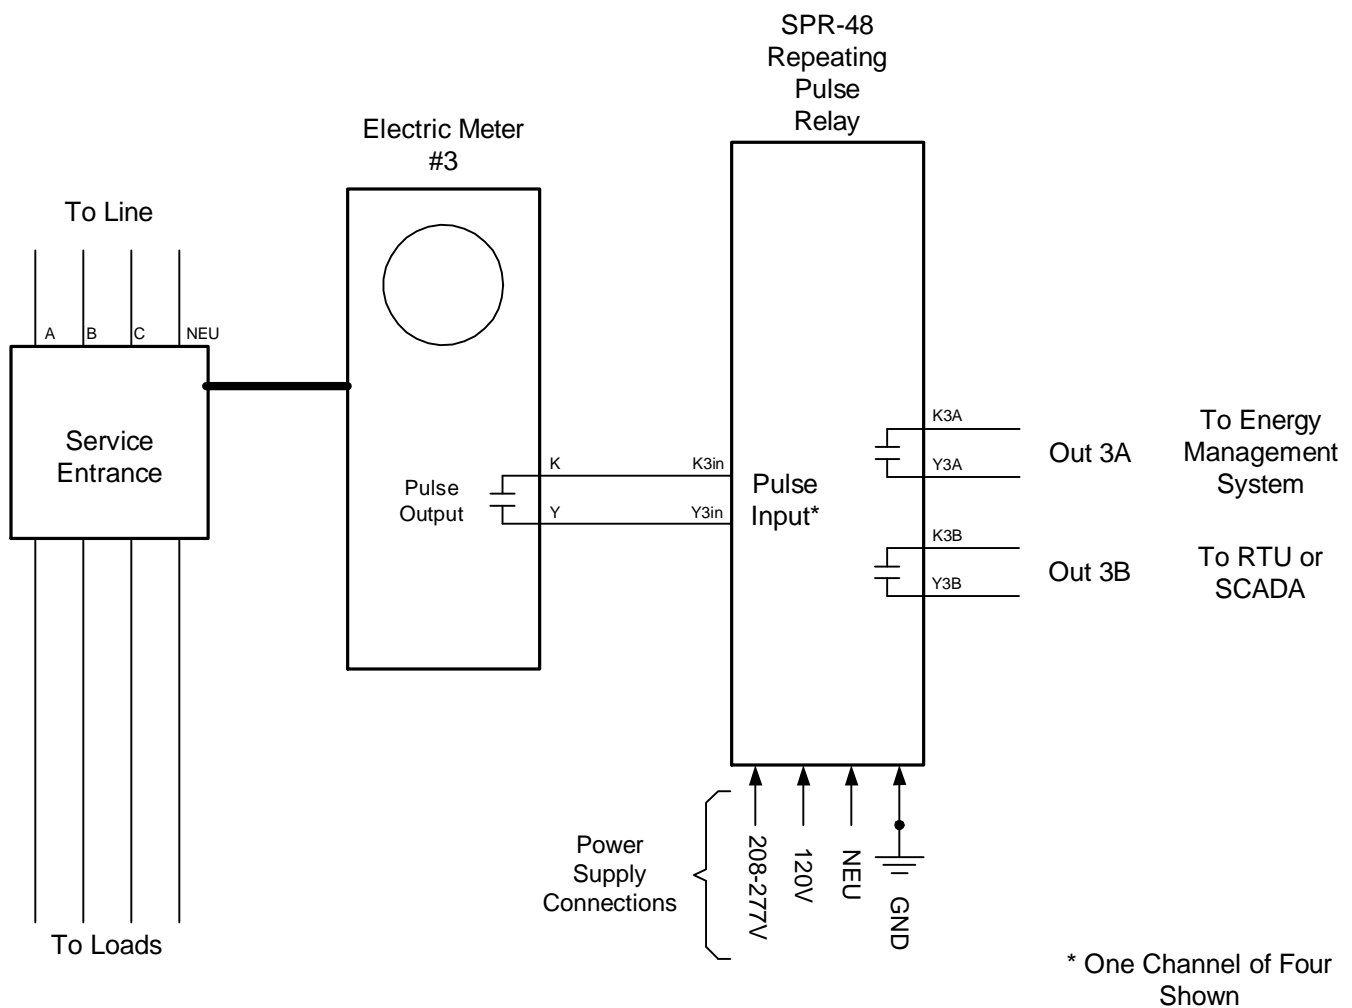 SPR-48
Repeating
Pulse
Relay
Electric Meter
#3
To Line
A
B
C
NEU
Service
Entrance
To Loads
Pulse
Output
K
Y
K3in
Y3in
Pulse
Input*
K3A
Y3A
Out 3A
To Energy
Management
System
K3B
Y3B
Out 3B
To RTU or
SCADA
Power
Supply
Connections
208-277V
120V
NEU
GND
* One Channel of Four
Shown